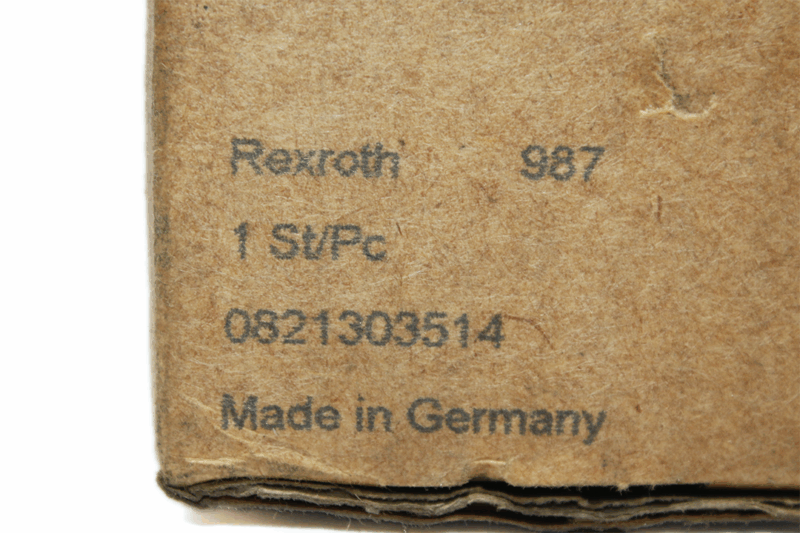 Rexroth 987
1 St/Pc
0821303514
Made in Germany